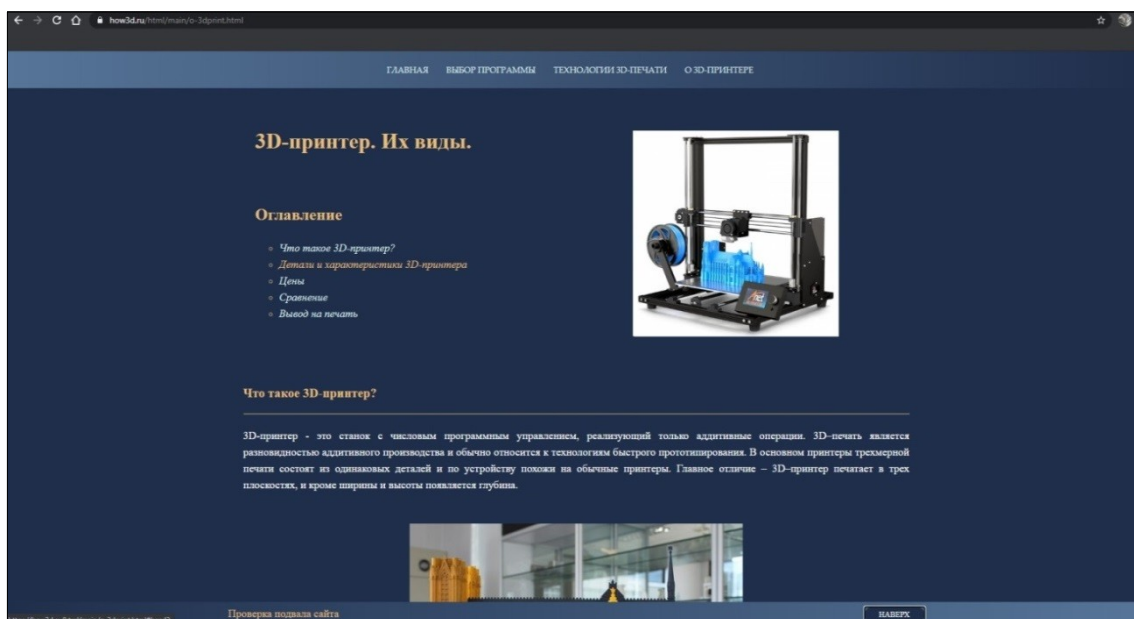 how3d.ru/html/main/o-3dprint.html
ГЛАВНАЯ ВЫБОР ПРОГРАММЫ ТЕХНОЛОГИИ 3D-ПЕЧАТИ О 3D-ПРИНТЕРЕ
3D-принтер. Их виды.
Оглавление
Что такое 3D-принтер?
Детали и характеристики 3D-принтера
Цены
Сравнение
Вывод на печать
Anet
Что такое 3D-принтер?
3D-принтер - это станок с числовым программным управлением, реализующий только аддитивные операции. 3D–печать является
разновидностью аддитивного производства и обычно относится к технологиям быстрого прототипирования. В основном принтеры трехмерной
печати состоят из одинаковых деталей и по устройству похожи на обычные принтеры. Главное отличие – 3D–принтер печатает в трех
плоскостях, и кроме ширины и высоты появляется глубина.
Проверка подвала сайта
НАВЕРХ